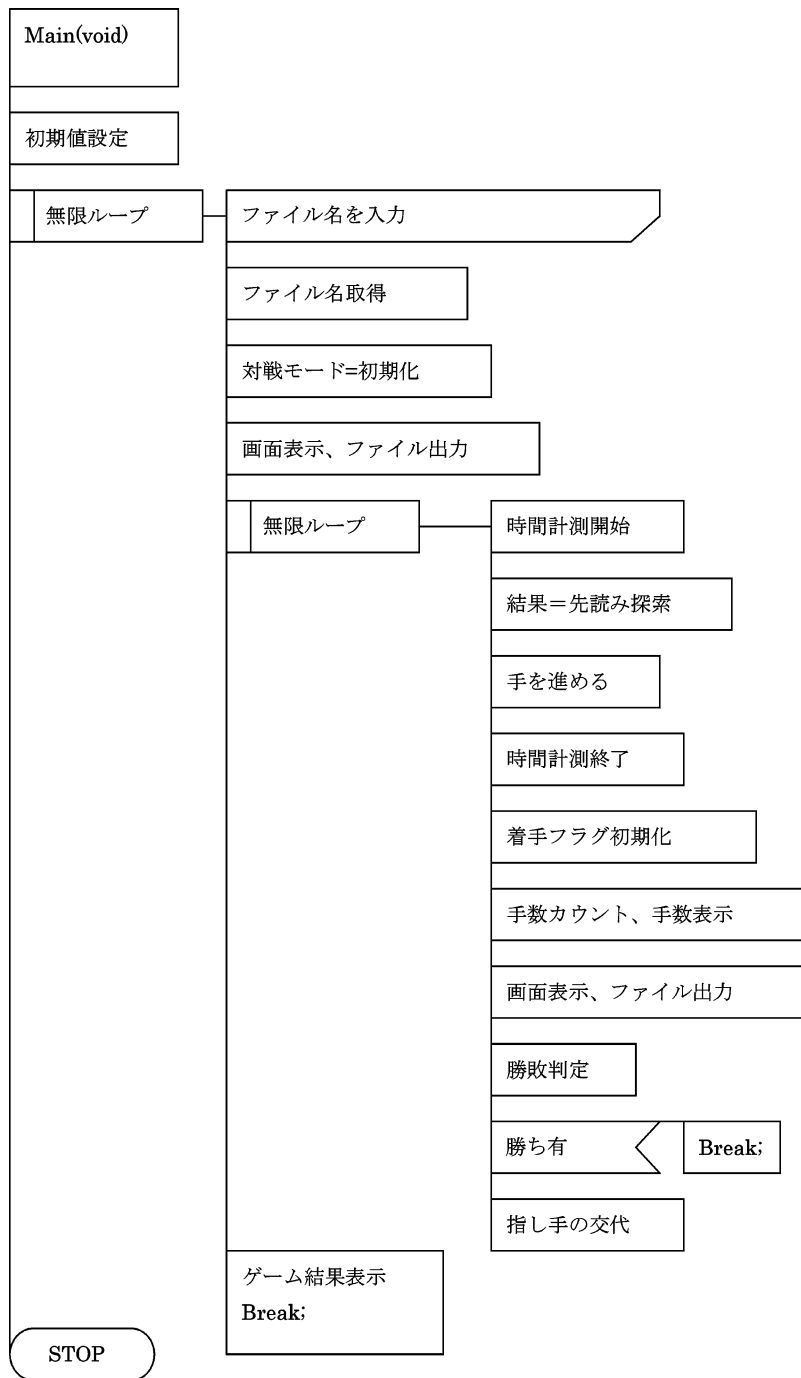 Main(void)
初期値設定
無限ループ
ファイル名を入力
ファイル名取得
対戦モード=初期化
画面表示、ファイル出力
無限ループ
時間計測開始
結果＝先読み探索
手を進める
時間計測終了
着手フラグ初期化
手数カウント、手数表示
画面表示、ファイル出力
勝敗判定
勝ち有
Break;
指し手の交代
ゲーム結果表示
Break;
STOP